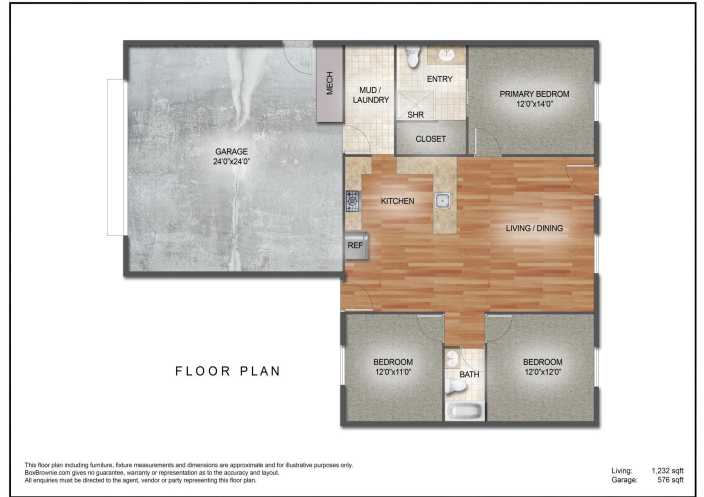 MECH
MUD /
LAUNDRY
ENTRY
SHR
CLOSET
PRIMARY BEDROM
12'0"x14'0"
GARAGE
24'0"x24'0"
KITCHEN
REF
LIVING / DINING
FLOOR PLAN
BEDROOM
12'0"x11'0"
BATH
BEDROOM
12'0"x12'0"
This floor plan including furniture, fixture measurements and dimensions are approximate and for illustrative purposes only.
BoxBrownie.com gives no guarantee, warranty or representation as to the accuracy and layout.
All enquiries must be directed to the agent, vendor or party representing this floor plan.
Living: 1,232 sqft
Garage: 576 sqft